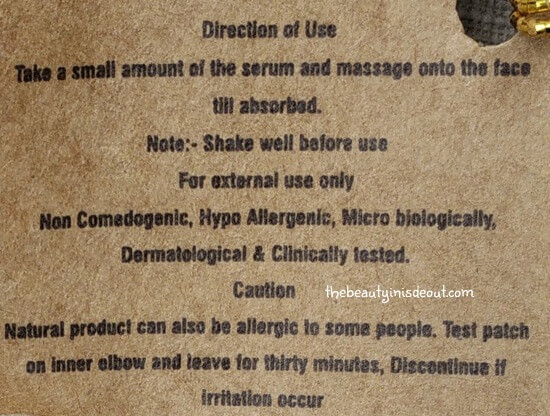 Direction of Use
Take a small amount of the serum and massage onto the face
till absorbed.
Note:- Shake well before use
For external use only
Non Comedogenic, Hypo Allergenic, Micro biologically,
Dermatological & Clinically tested.
Caution
thebeautyinisdeout.com
Natural product can also be allergic to some people. Test patch
on inner elbow and leave for thirty minutes, Discontinue if
irritation occur